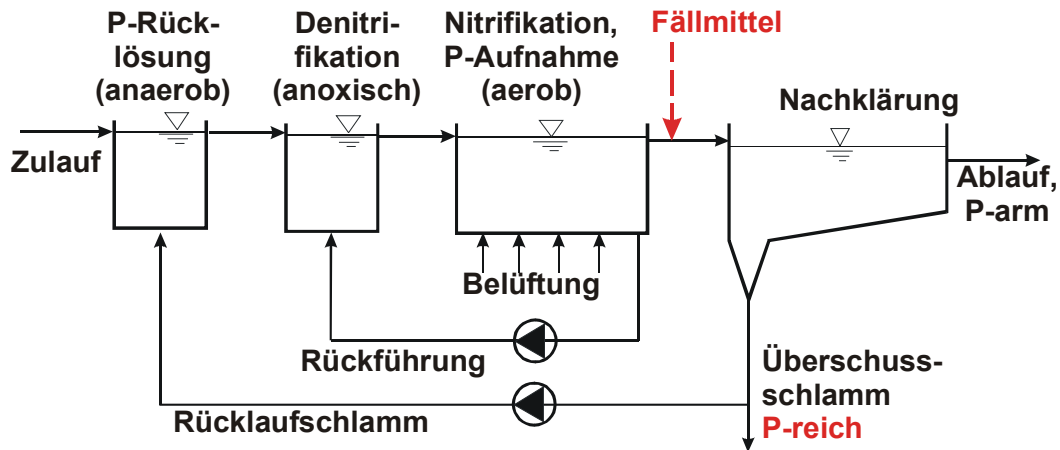 P-Rück-
lösung
(anaerob)
Denitri-
fikation
(anoxisch)
Nitrifikation,
P-Aufnahme
(aerob)
Fällmittel
Nachklärung
Zulauf
Ablauf,
P-arm
Belüftung
Rückführung
Rücklaufschlamm
Überschuss-
schlamm
P-reich